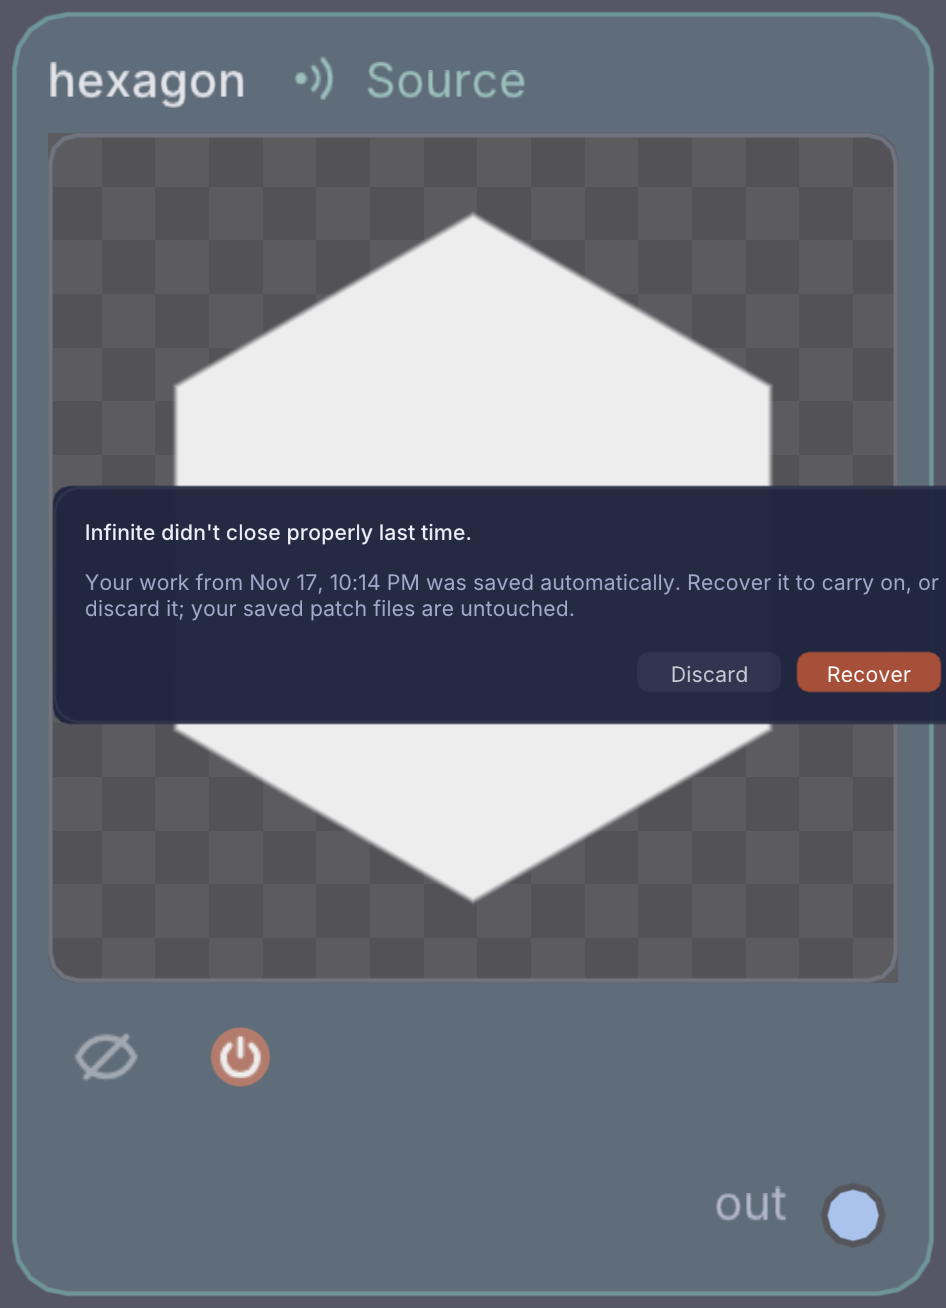 hexagon Source
Infinite didn't close properly last time.
Your work from Nov 17, 10:14 PM was saved automatically. Recover it to carry on, or
discard it; your saved patch files are untouched.
Discard Recover
out